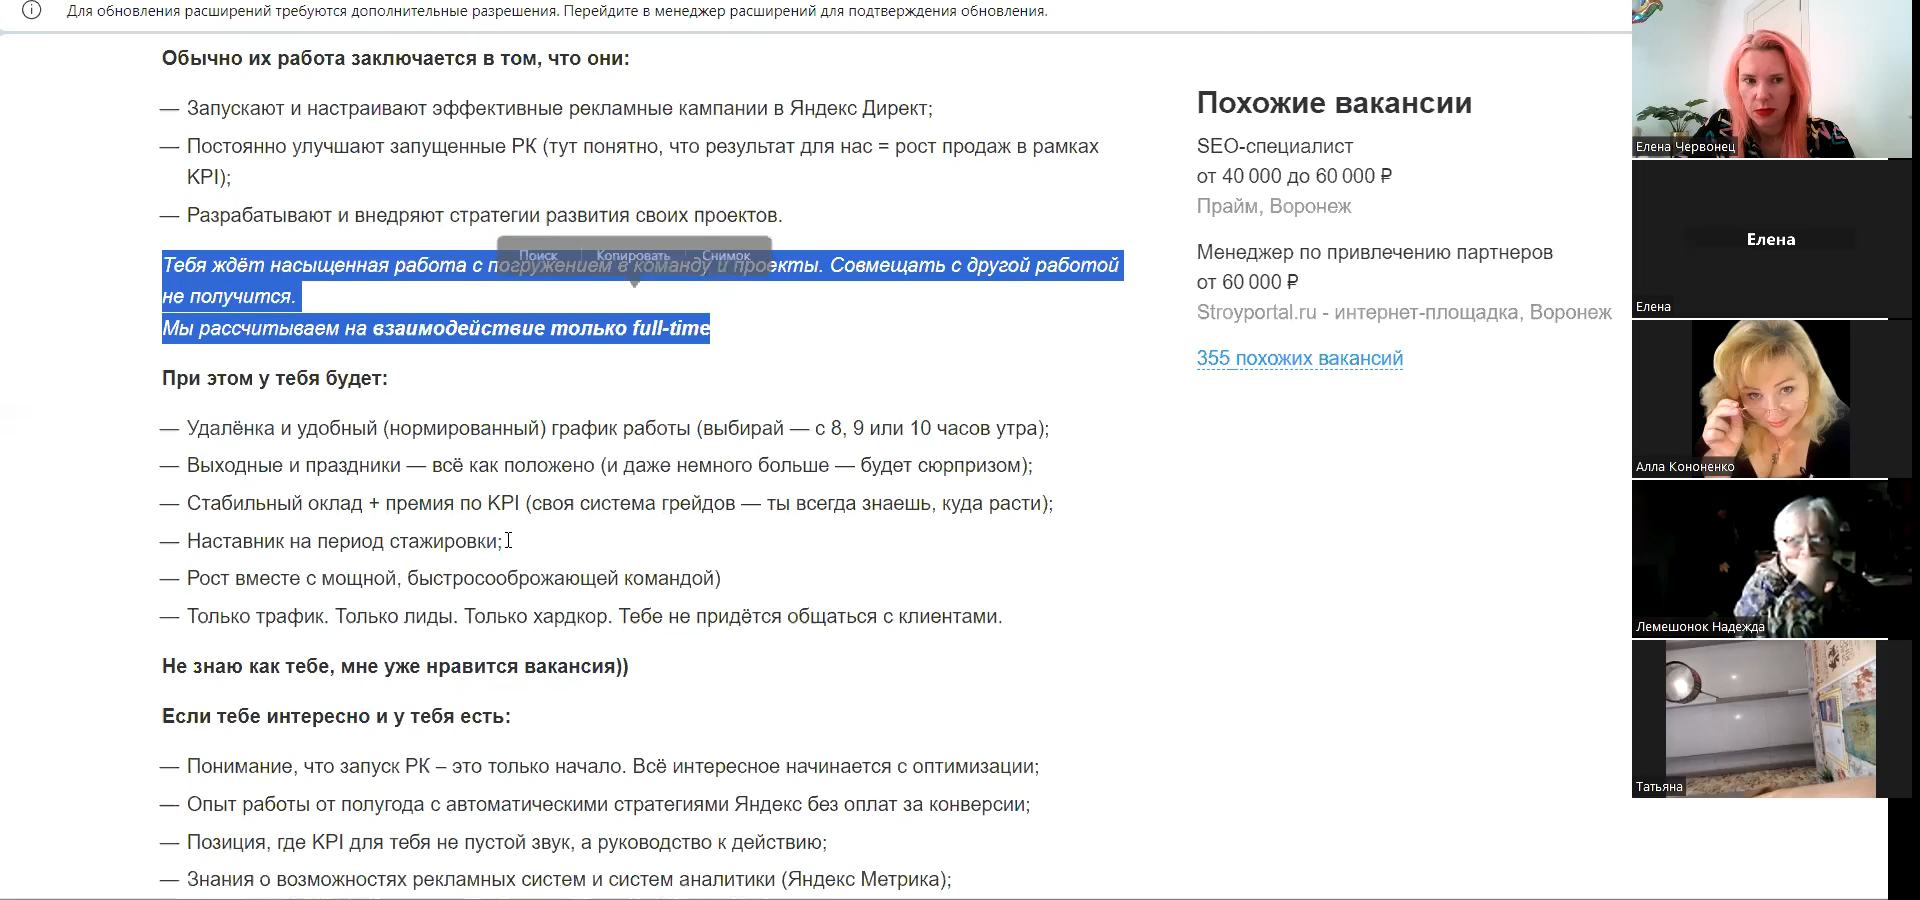 Для обновления расширений требуются дополнительные разрешения. Перейдите в менеджер расширений для подтверждения обновления.
Обычно их работа заключается в том, что они:
— Запускают и настраивают эффективные рекламные кампании в Яндекс Директ;
— Постоянно улучшают запущенные РК (тут понятно, что результат для нас = рост продаж в рамках
KPI);
— Разрабатывают и внедряют стратегии развития своих проектов.
Поиск Копировать Снимок
Тебя ждёт насыщенная работа с погружением в команду и проекты. Совмещать с другой работой
не получится.
Мы рассчитываем на взаимодействие только full-time
При этом у тебя будет:
— Удалёнка и удобный (нормированный) график работы (выбирай — с 8, 9 или 10 часов утра);
— Выходные и праздники — всё как положено (и даже немного больше — будет сюрпризом);
— Стабильный оклад + премия по KPI (своя система грейдов — ты всегда знаешь, куда расти);
— Наставник на период стажировки;
— Рост вместе с мощной, быстросооброжающей командой)
— Только трафик. Только лиды. Только хардкор. Тебе не придётся общаться с клиентами.
Не знаю как тебе, мне уже нравится вакансия))
Если тебе интересно и у тебя есть:
— Понимание, что запуск РК – это только начало. Всё интересное начинается с оптимизации;
— Опыт работы от полугода с автоматическими стратегиями Яндекс без оплат за конверсии;
— Позиция, где KPI для тебя не пустой звук, а руководство к действию;
— Знания о возможностях рекламных систем и систем аналитики (Яндекс Метрика);
Похожие вакансии
SEO-специалист
от 40 000 до 60 000 ₽
Прайм, Воронеж
Менеджер по привлечению партнеров
от 60 000 ₽
Stroyportal.ru - интернет-площадка, Воронеж
355 похожих вакансий
Елена Червонец
Елена
Елена
Алла Кононенко
Лемешонок Надежда
Татьяна